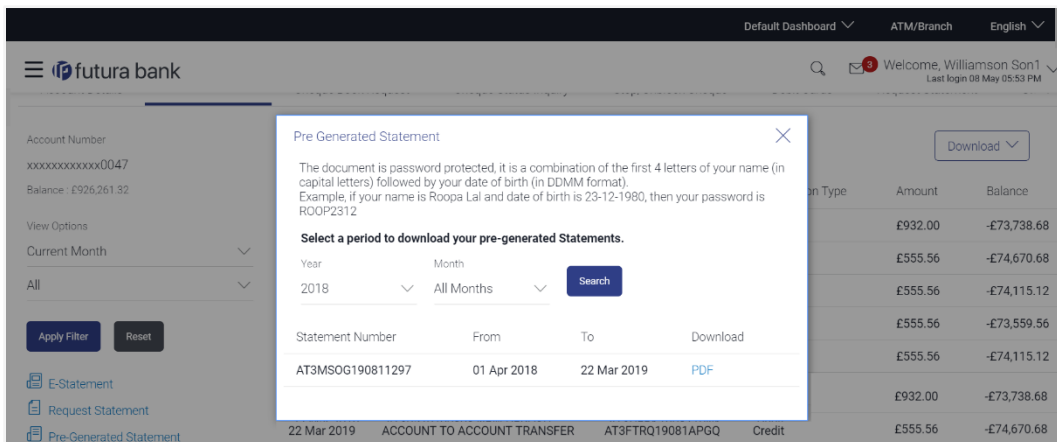 Default Dashboard ATM/Branch English
futura bank 3 Welcome, Williamson Son1
Last login 08 May 05:53 PM
Account Number
xxxxxxxxxxxx0047
Balance : £926,261.32
View Options
Current Month
All
Apply Filter Reset
E-Statement
Request Statement
Pre-Generated Statement
Pre Generated Statement
The document is password protected, it is a combination of the first 4 letters of your name (in
capital letters) followed by your date of birth (in DDMM format).
Example, if your name is Roopa Lal and date of birth is 23-12-1980, then your password is
ROOP2312
Select a period to download your pre-generated Statements.
Year Month
2018 All Months Search
Statement Number From To Download
AT3MSOG190811297 01 Apr 2018 22 Mar 2019 PDF
Download
on Type Amount Balance
£932.00 -£73,738.68
£555.56 -£74,670.68
£555.56 -£74,115.12
£555.56 -£73,559.56
£555.56 -£74,115.12
£932.00 -£73,738.68
22 Mar 2019 ACCOUNT TO ACCOUNT TRANSFER AT3FTRQ19081APGQ Credit £555.56 -£74,670.68